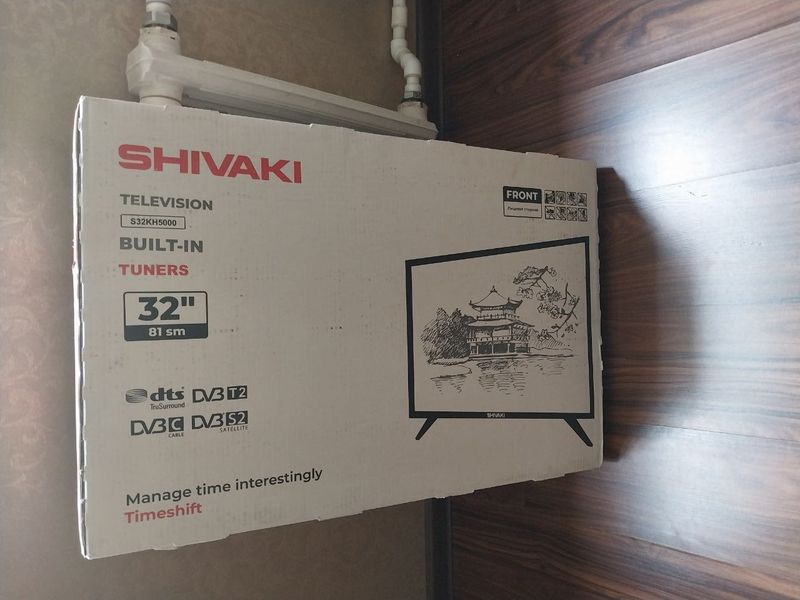 SHIVAKI
TELEVISION
S32KH5000
BUILT-IN
TUNERS
32"
81 sm
dts
TruSurround
DVB T2
DVB C
CABLE
DVB S2
SATELLITE
Manage time interestingly
Timeshift
FRONT
SHIVAKI